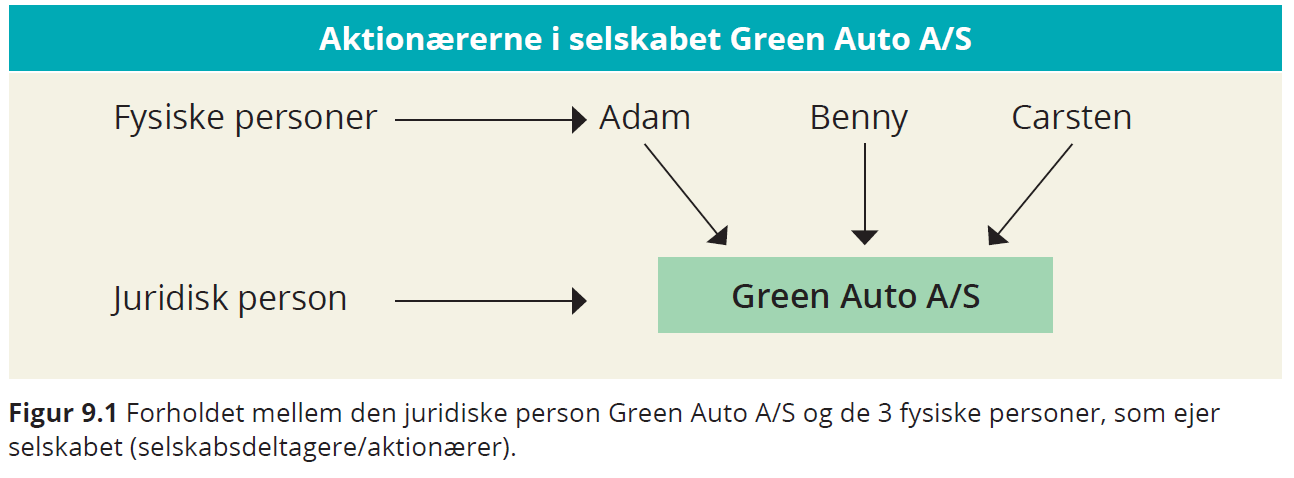 Aktionærerne i selskabet Green Auto A/S
Fysiske personer Adam Benny Carsten
Juridisk person Green Auto A/S
Figur 9.1 Forholdet mellem den juridiske person Green Auto A/S og de 3 fysiske personer, som ejer
selskabet (selskabsdeltagere/aktionærer).